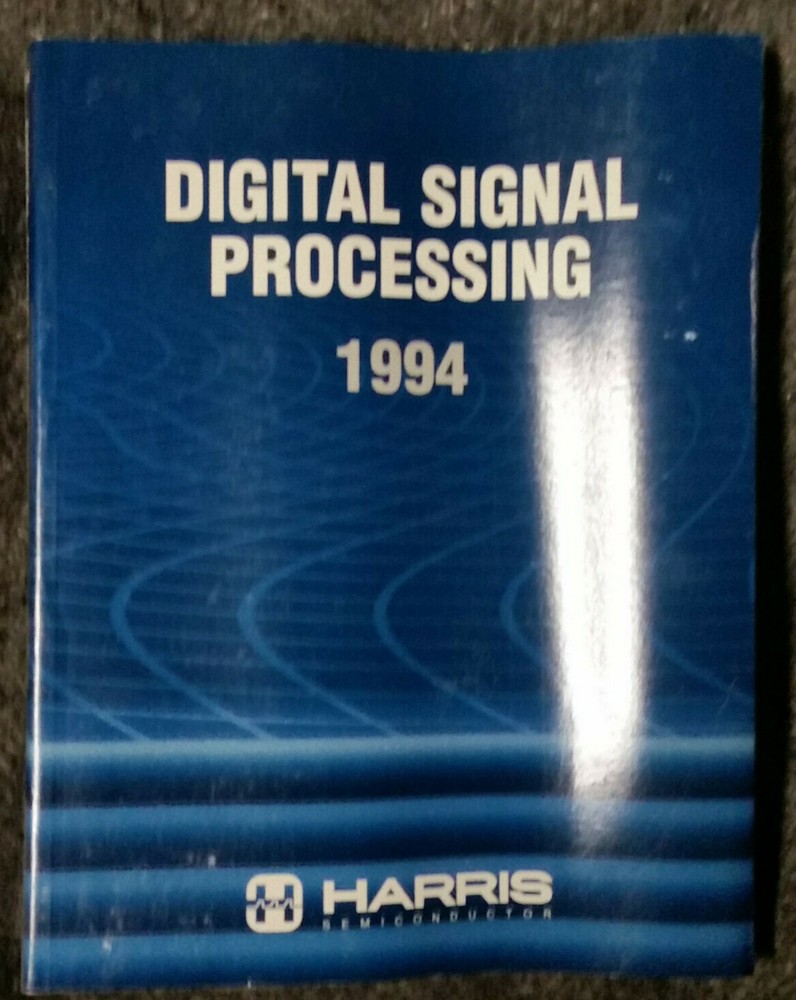 DIGITAL SIGNAL
PROCESSING
1994
HARRIS
SEMICONDUCTOR